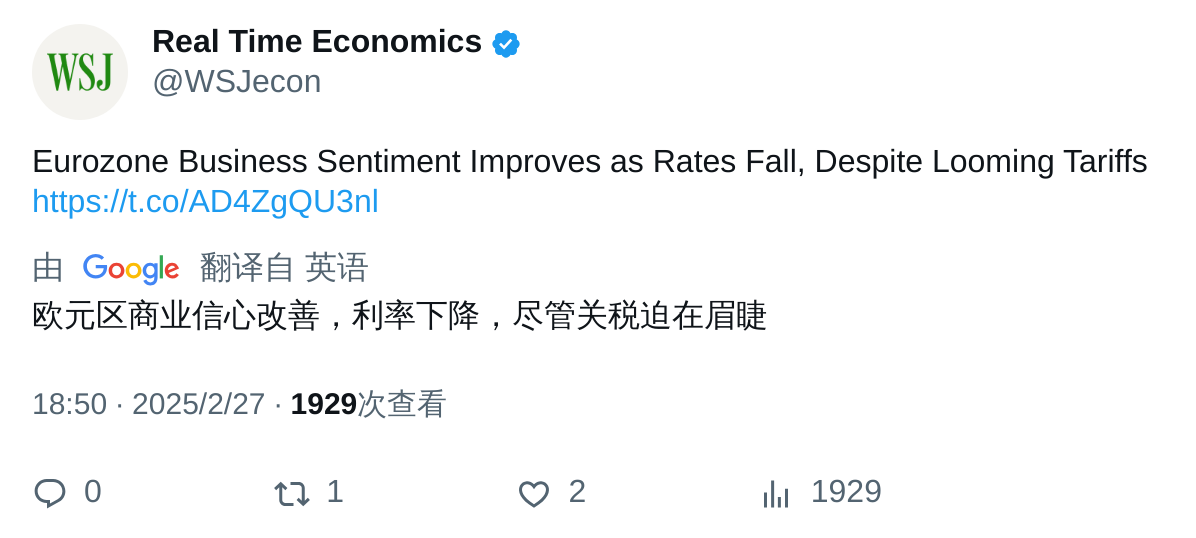 WSJ
Real Time Economics
@WSJecon
Eurozone Business Sentiment Improves as Rates Fall, Despite Looming Tariffs
https://t.co/AD4ZgQU3nl
由 Google 翻译自 英语
欧元区商业信心改善，利率下降，尽管关税迫在眉睫
18:50 · 2025/2/27 · 1929次查看
0 1 2 1929